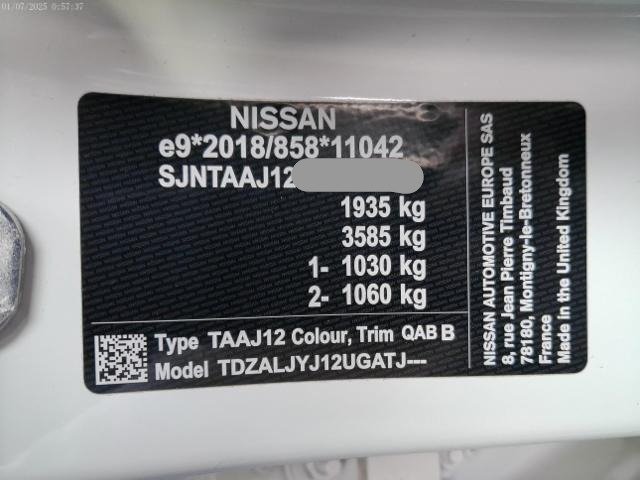 01/07/2025 0:57:37
NISSAN
e9*2018/858*11042
SJNTAAJ12
1935 kg
3585 kg
1- 1030 kg
2- 1060 kg
Type TAAJ12 Colour, Trim QAB B
Model TDZALJYJ12UGATJ---
NISSAN AUTOMOTIVE EUROPE SAS
8, rue Jean Pierre Timbaud
78180, Montigny-le-Bretonneux
France
Made in the United Kingdom